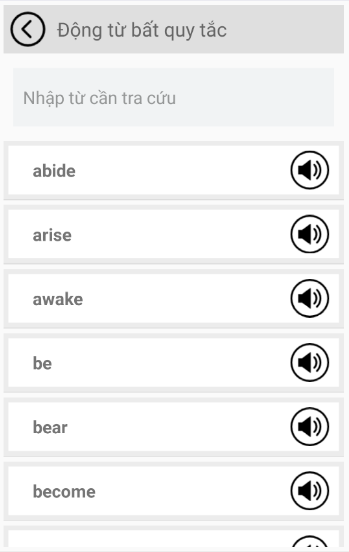 Động từ bất quy tắc
Nhập từ cần tra cứu
abide
arise
awake
be
bear
become